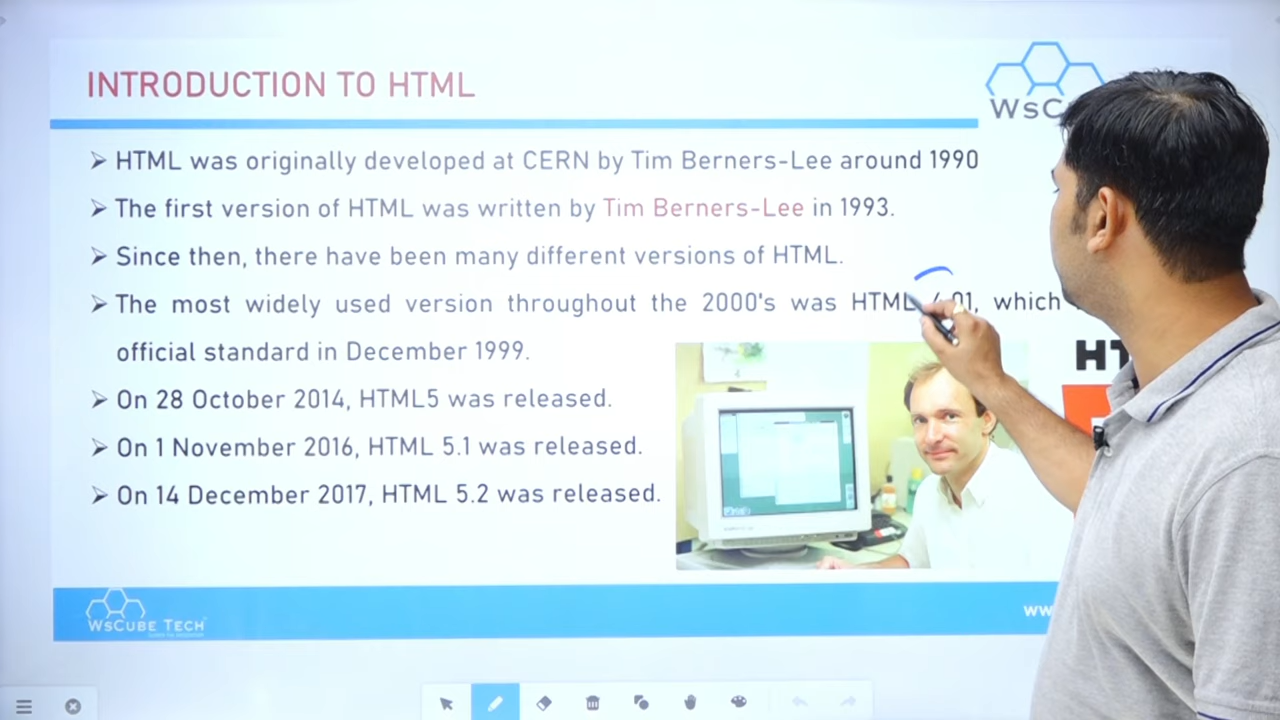 INTRODUCTION TO HTML
WSC
➢ HTML was originally developed at CERN by Tim Berners-Lee around 1990
➢ The first version of HTML was written by Tim Berners-Lee in 1993.
➢ Since then, there have been many different versions of HTML.
➢ The most widely used version throughout the 2000's was HTML 4.01, which
official standard in December 1999.
HT
➢ On 28 October 2014, HTML5 was released.
➢ On 1 November 2016, HTML 5.1 was released.
➢ On 14 December 2017, HTML 5.2 was released.
WSCUBE TECH
ww